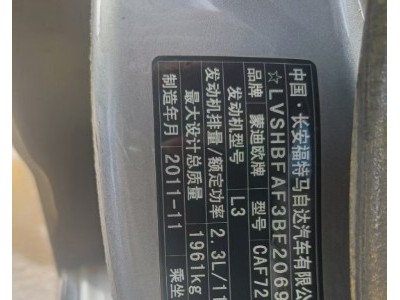 中国·长安福特马自达汽车有限公
☆LVSHBFAF3BF2069
品牌 蒙迪欧牌 型号 CAF72
发动机型号 L3
发动机排量/额定功率 2.3L/11
最大设计总质量 1961kg
制造年月 2011-11 乘坐